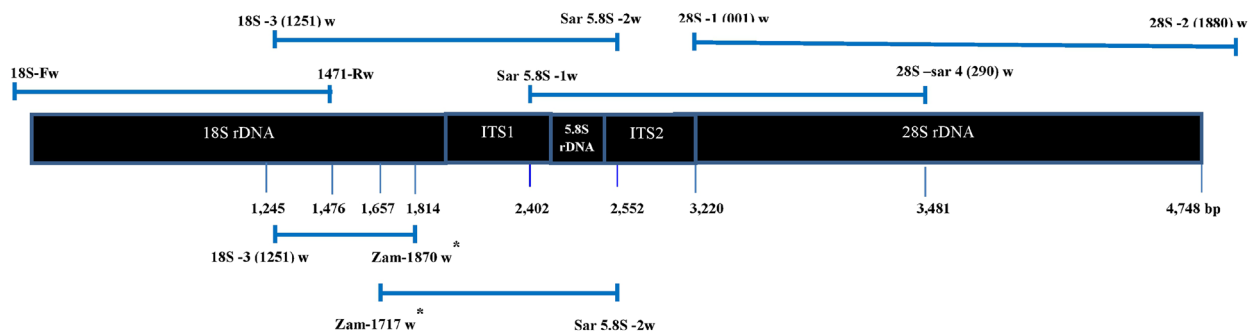 18S -3 (1251) w
Sar 5.8S -2w
28S -1 (001) w
28S -2 (1880) w
18S-Fw
1471-Rw
Sar 5.8S -1w
28S –sar 4 (290) w
18S rDNA
ITS1
5.8S
rDNA
ITS2
28S rDNA
1,245
1,476
1,657
1,814
2,402
2,552
3,220
3,481
4,748 bp
18S -3 (1251) w
Zam-1870 w*
Zam-1717 w*
Sar 5.8S -2w